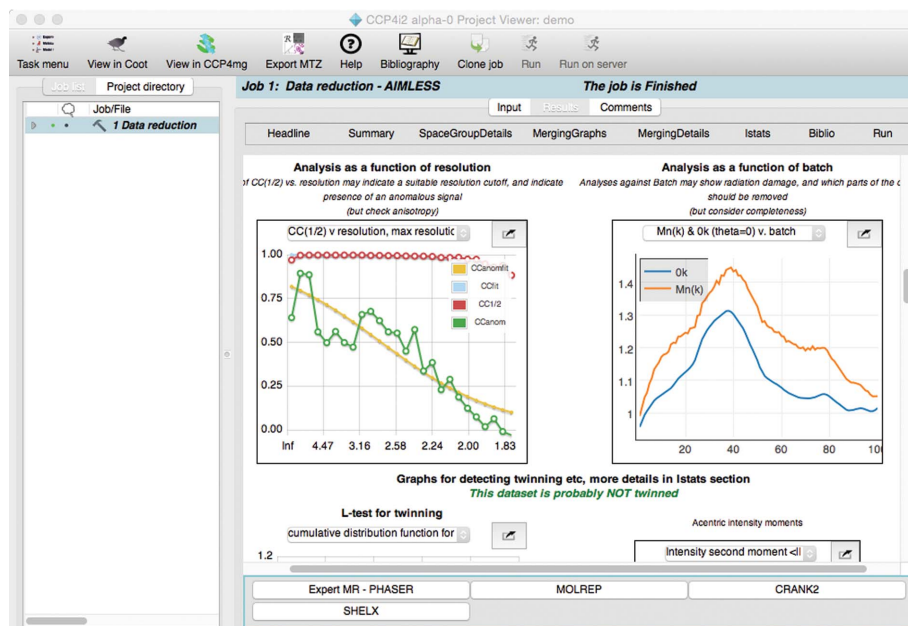 CCP4i2 alpha-0 Project Viewer: demo
Task menu View in Coot View in CCP4mg Export MTZ Help Bibliography Clone job Run Run on server
Job list Project directory
Job/File
1 Data reduction
Job 1: Data reduction - AIMLESS The job is Finished
Input Results Comments
Headline Summary SpaceGroupDetails MergingGraphs MergingDetails Istats Biblio Run
Analysis as a function of resolution
of CC(1/2) vs. resolution may indicate a suitable resolution cutoff, and indicate
presence of an anomalous signal
(but check anisotropy)
CC(1/2) v resolution, max resolutic
1.00
0.75
0.50
0.25
0.00
CCanomfit
CCfit
CC1/2
CCanom
Inf 4.47 3.16 2.58 2.24 2.00 1.83
Analysis as a function of batch
Analyses against Batch may show radiation damage, and which parts of the
should be removed
(but consider completeness)
Mn(k) & 0k (theta=0) v. batch
0k
Mn(k)
1.4
1.3
1.2
1.1
1
20 40 60 80 10
Graphs for detecting twinning etc, more details in Istats section
This dataset is probably NOT twinned
L-test for twinning
cumulative distribution function for
1.2
Acentric intensity moments
Intensity second moment <II
Expert MR - PHASER MOLREP CRANK2
SHELX